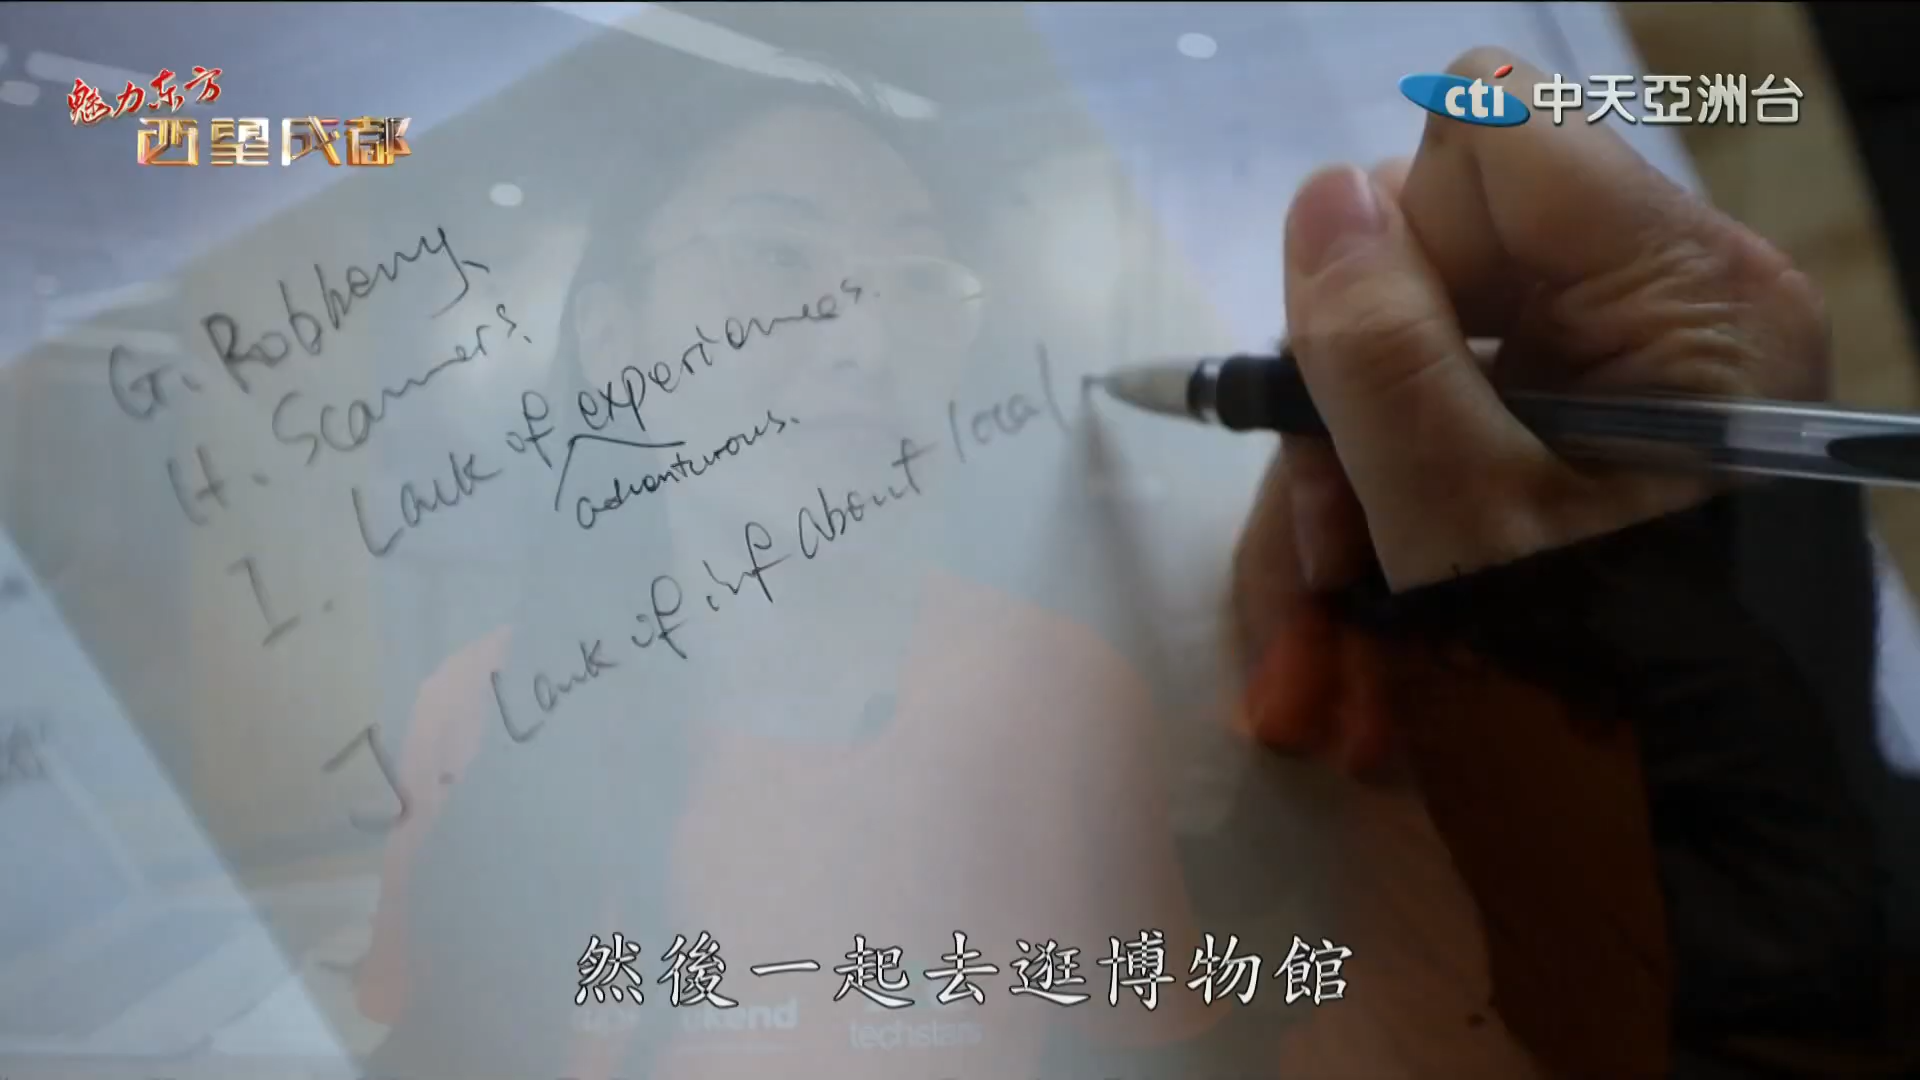 魅力东方
西望成都
cti 中天亞洲台
G. Robbery
H. Scammers.
I. Lack of experiences.
adventurous.
J. Lack of inf about local
然後一起去逛博物館
techstars